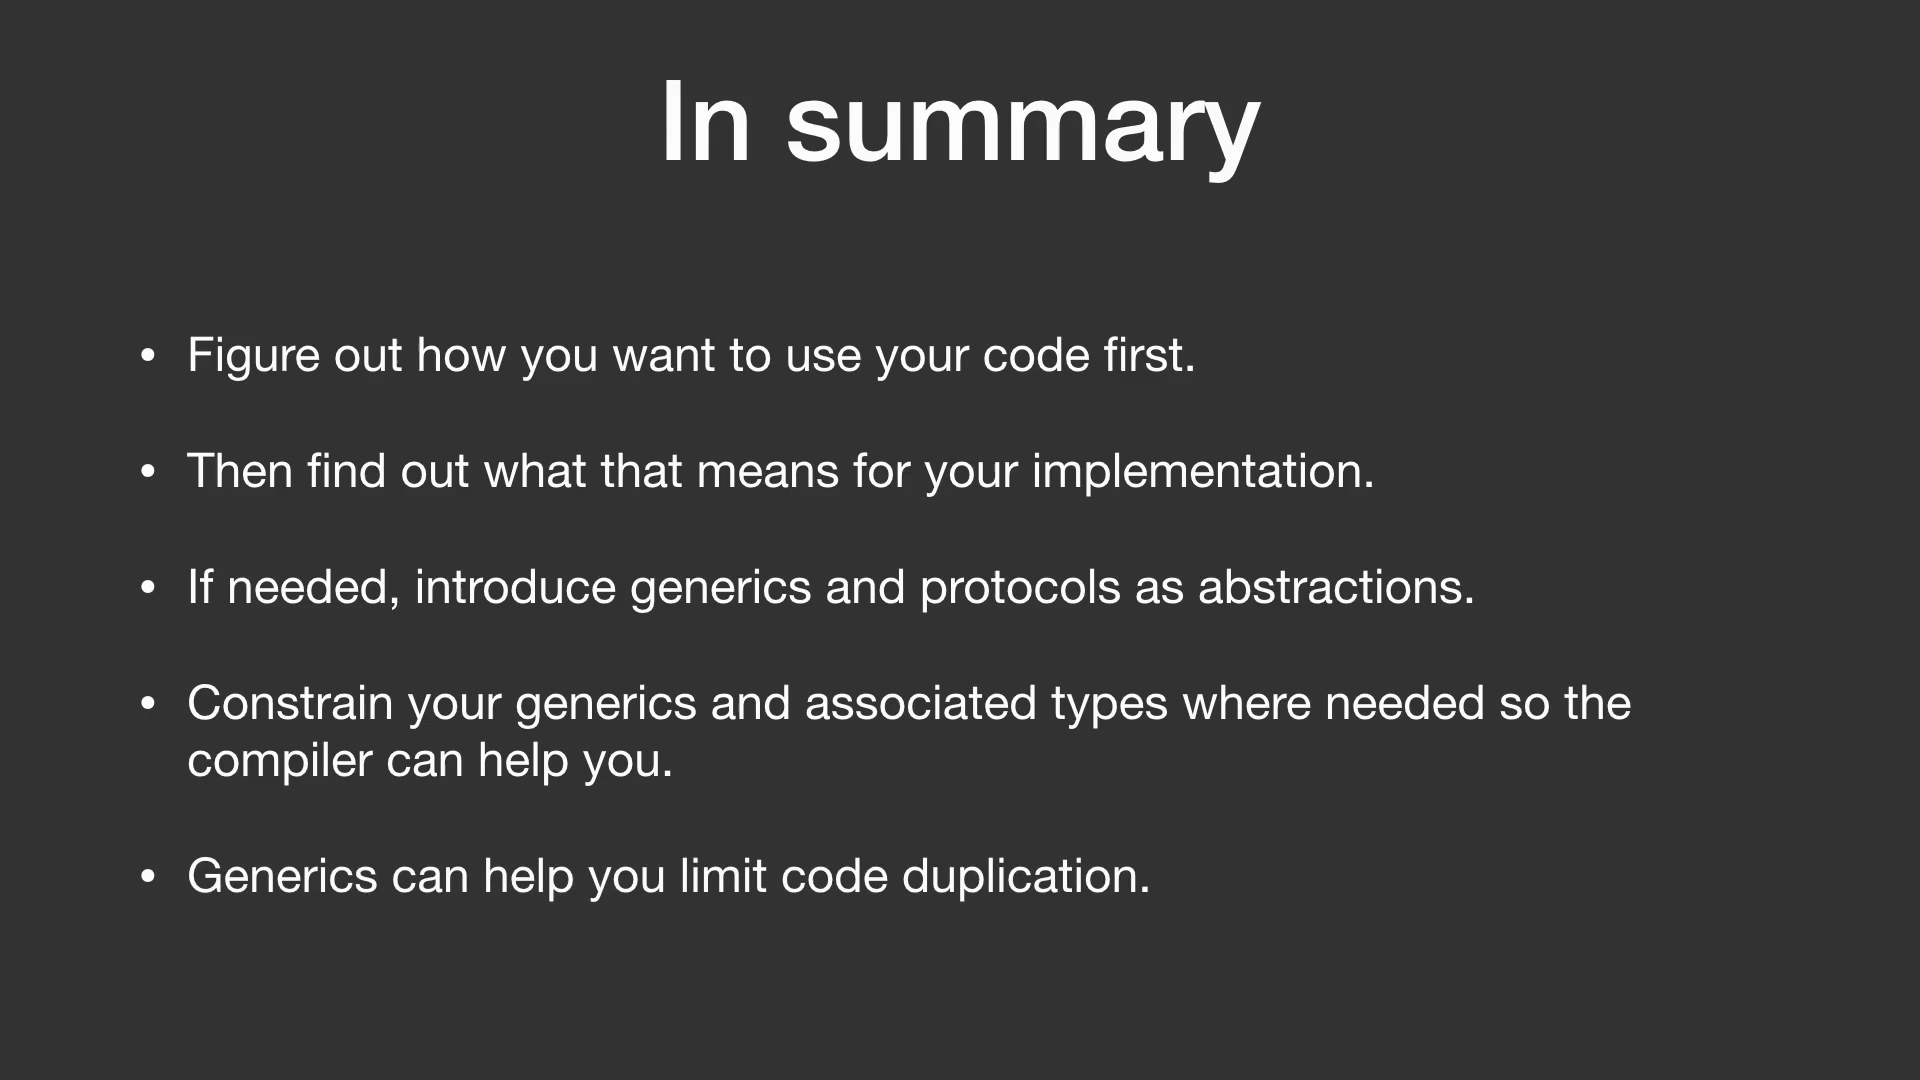 In summary
• Figure out how you want to use your code first.
• Then find out what that means for your implementation.
• If needed, introduce generics and protocols as abstractions.
• Constrain your generics and associated types where needed so the
compiler can help you.
• Generics can help you limit code duplication.